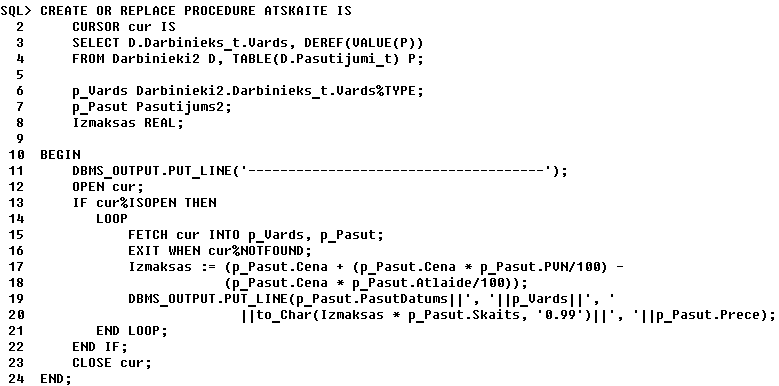 SQL> CREATE OR REPLACE PROCEDURE ATSKAITE IS
  2      CURSOR cur IS
  3      SELECT D.Darbinieks_t.Vards, DEREF(VALUE(P))
  4      FROM Darbinieki2 D, TABLE(D.Pasutijumi_t) P;
  5
  6      p_Vards Darbinieki2.Darbinieks_t.Vards%TYPE;
  7      p_Pasut Pasutijums2;
  8      Izmaksas REAL;
  9
 10  BEGIN
 11      DBMS_OUTPUT.PUT_LINE('-------------------------------------');
 12      OPEN cur;
 13      IF cur%ISOPEN THEN
 14         LOOP
 15             FETCH cur INTO p_Vards, p_Pasut;
 16             EXIT WHEN cur%NOTFOUND;
 17             Izmaksas := (p_Pasut.Cena + (p_Pasut.Cena * p_Pasut.PVN/100) -
 18                         (p_Pasut.Cena * p_Pasut.Atlaide/100));
 19             DBMS_OUTPUT.PUT_LINE(p_Pasut.PasutDatums||', '||p_Vards||', '
 20                           ||to_Char(Izmaksas * p_Pasut.Skaits, '0.99')||', '||p_Pasut.Prece);
 21         END LOOP;
 22      END IF;
 23      CLOSE cur;
 24  END;